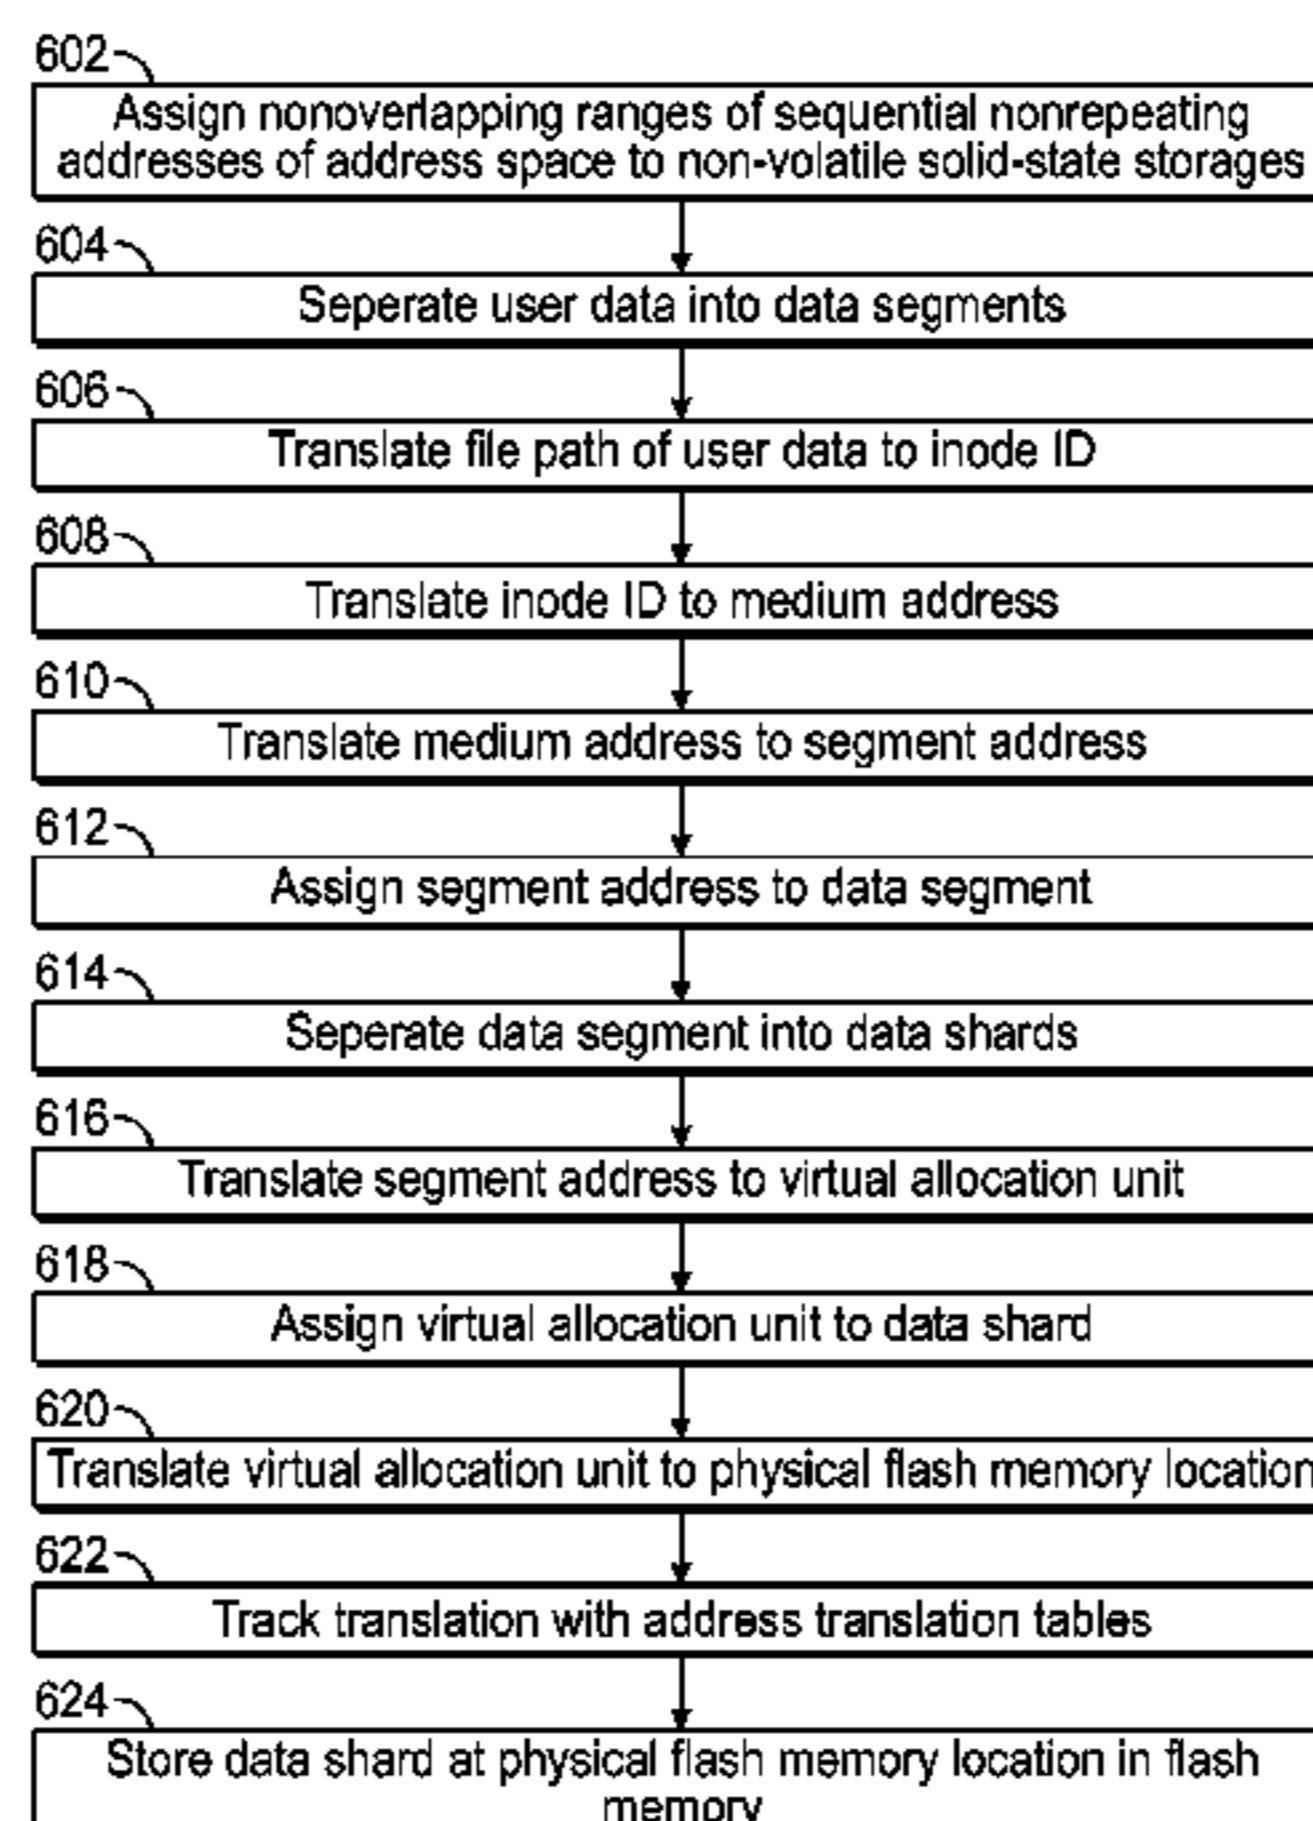 602
Assign nonoverlapping ranges of sequential nonrepeating
addresses of address space to non-volatile solid-state storages
604
Seperate user data into data segments
606
Translate file path of user data to inode ID
608
Translate inode ID to medium address
610
Translate medium address to segment address
612
Assign segment address to data segment
614
Seperate data segment into data shards
616
Translate segment address to virtual allocation unit
618
Assign virtual allocation unit to data shard
620
Translate virtual allocation unit to physical flash memory location
622
Track translation with address translation tables
624
Store data shard at physical flash memory location in flash
memory